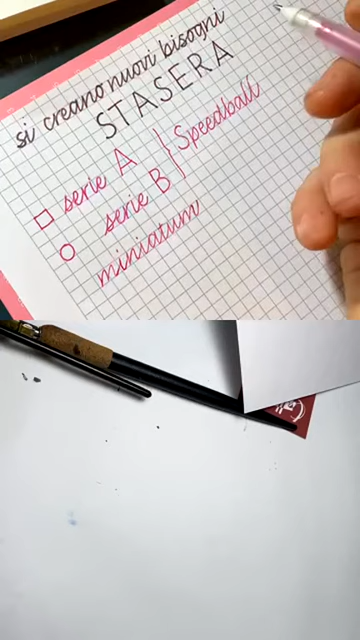 si creano nuovi bisogni
STASERA
serie A
Speedball
serie B
miniatum